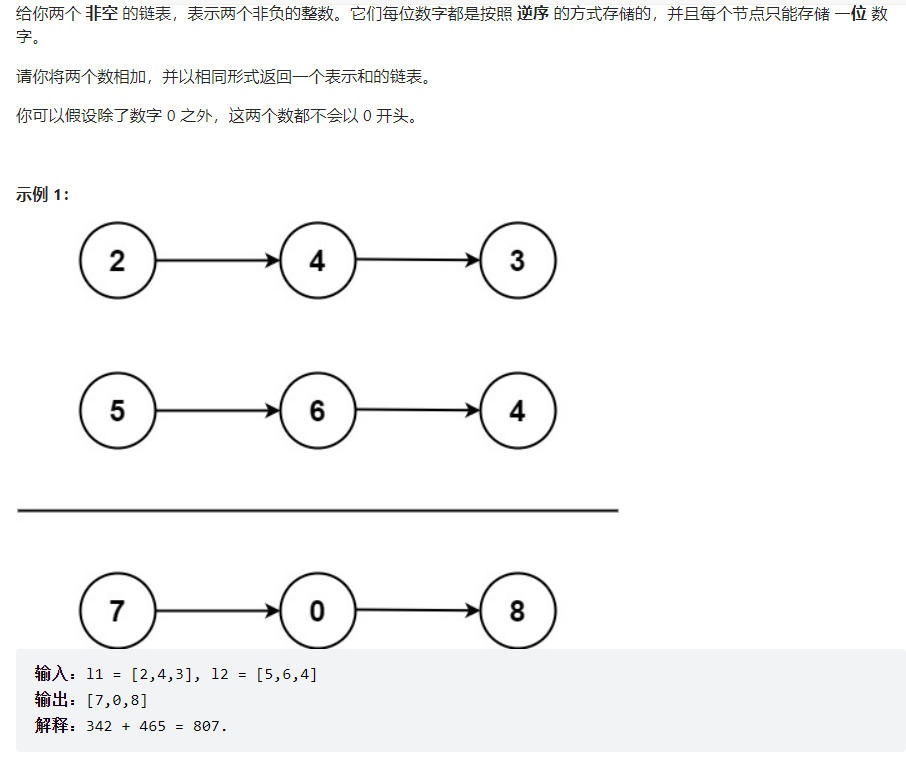 给你两个 非空 的链表，表示两个非负的整数。它们每位数字都是按照 逆序 的方式存储的，并且每个节点只能存储 一位 数
字。
请你将两个数相加，并以相同形式返回一个表示和的链表。
你可以假设除了数字 0 之外，这两个数都不会以 0 开头。
示例 1：
2 4 3
5 6 4
7 0 8
输入：l1 = [2,4,3], l2 = [5,6,4]
输出：[7,0,8]
解释：342 + 465 = 807.